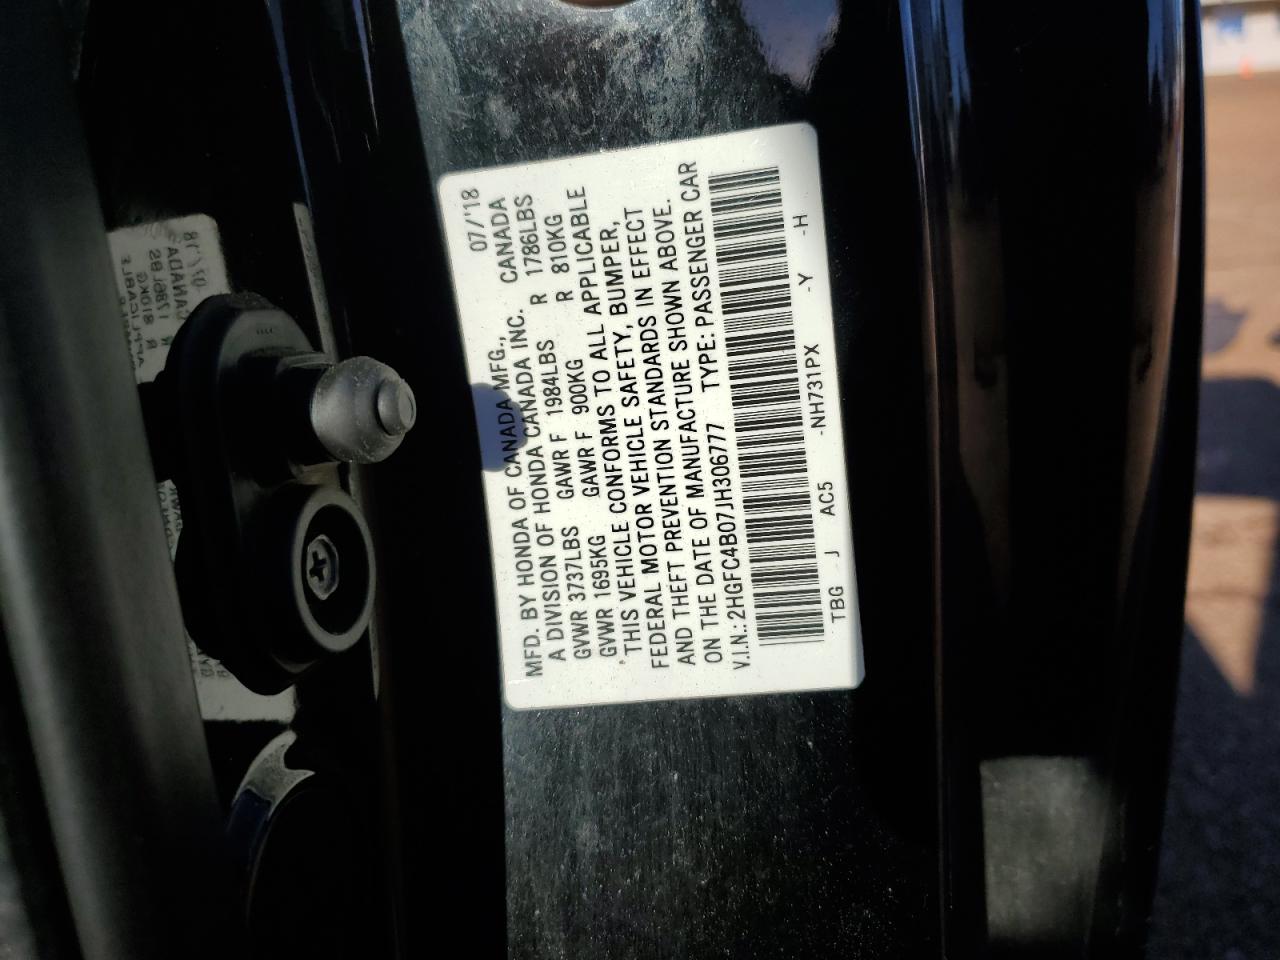 MFD. BY HONDA OF CANADA MFG., 07/'18
A DIVISION OF HONDA CANADA INC. CANADA
GVWR 3737LBS GAWR F 1984LBS R 1786LBS
GVWR 1695KG GAWR F 900KG R 810KG
THIS VEHICLE CONFORMS TO ALL APPLICABLE
FEDERAL MOTOR VEHICLE SAFETY, BUMPER,
AND THEFT PREVENTION STANDARDS IN EFFECT
ON THE DATE OF MANUFACTURE SHOWN ABOVE.
V.I.N.: 2HGFC4B07JH306777 TYPE: PASSENGER CAR
TBG J AC5 -NH731PX -Y -H